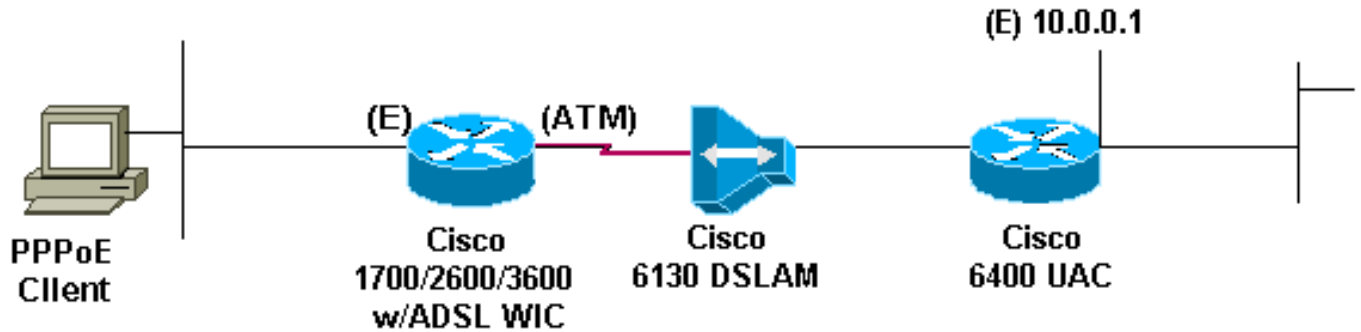 (E) 10.0.0.1
(E)
(ATM)
PPPoE
Client
Cisco
1700/2600/3600
w/ADSL WIC
Cisco
6130 DSLAM
Cisco
6400 UAC